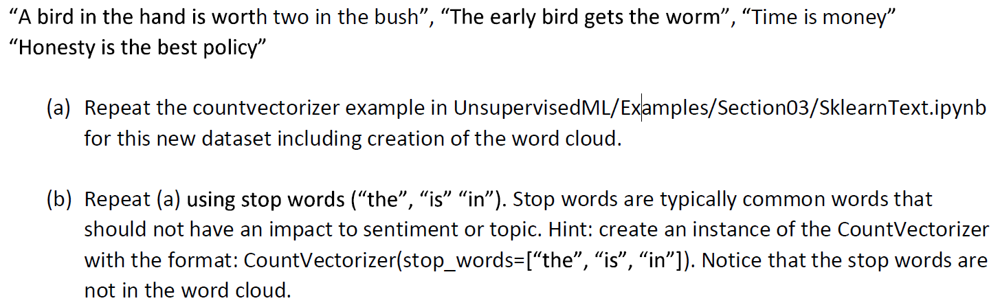 “A bird in the hand is worth two in the bush”, “The early bird gets the worm”, “Time is money”
“Honesty is the best policy”
(a) Repeat the countvectorizer example in UnsupervisedML/Examples/Section03/SklearnText.ipynb
for this new dataset including creation of the word cloud.
(b) Repeat (a) using stop words (“the”, “is” “in”). Stop words are typically common words that
should not have an impact to sentiment or topic. Hint: create an instance of the CountVectorizer
with the format: CountVectorizer(stop_words=[“the”, “is”, “in”]). Notice that the stop words are
not in the word cloud.